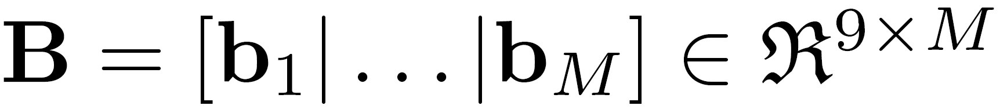 𝐁 = [𝐛₁| . . . |𝐛_M] ∈ ℜ^{9×M}